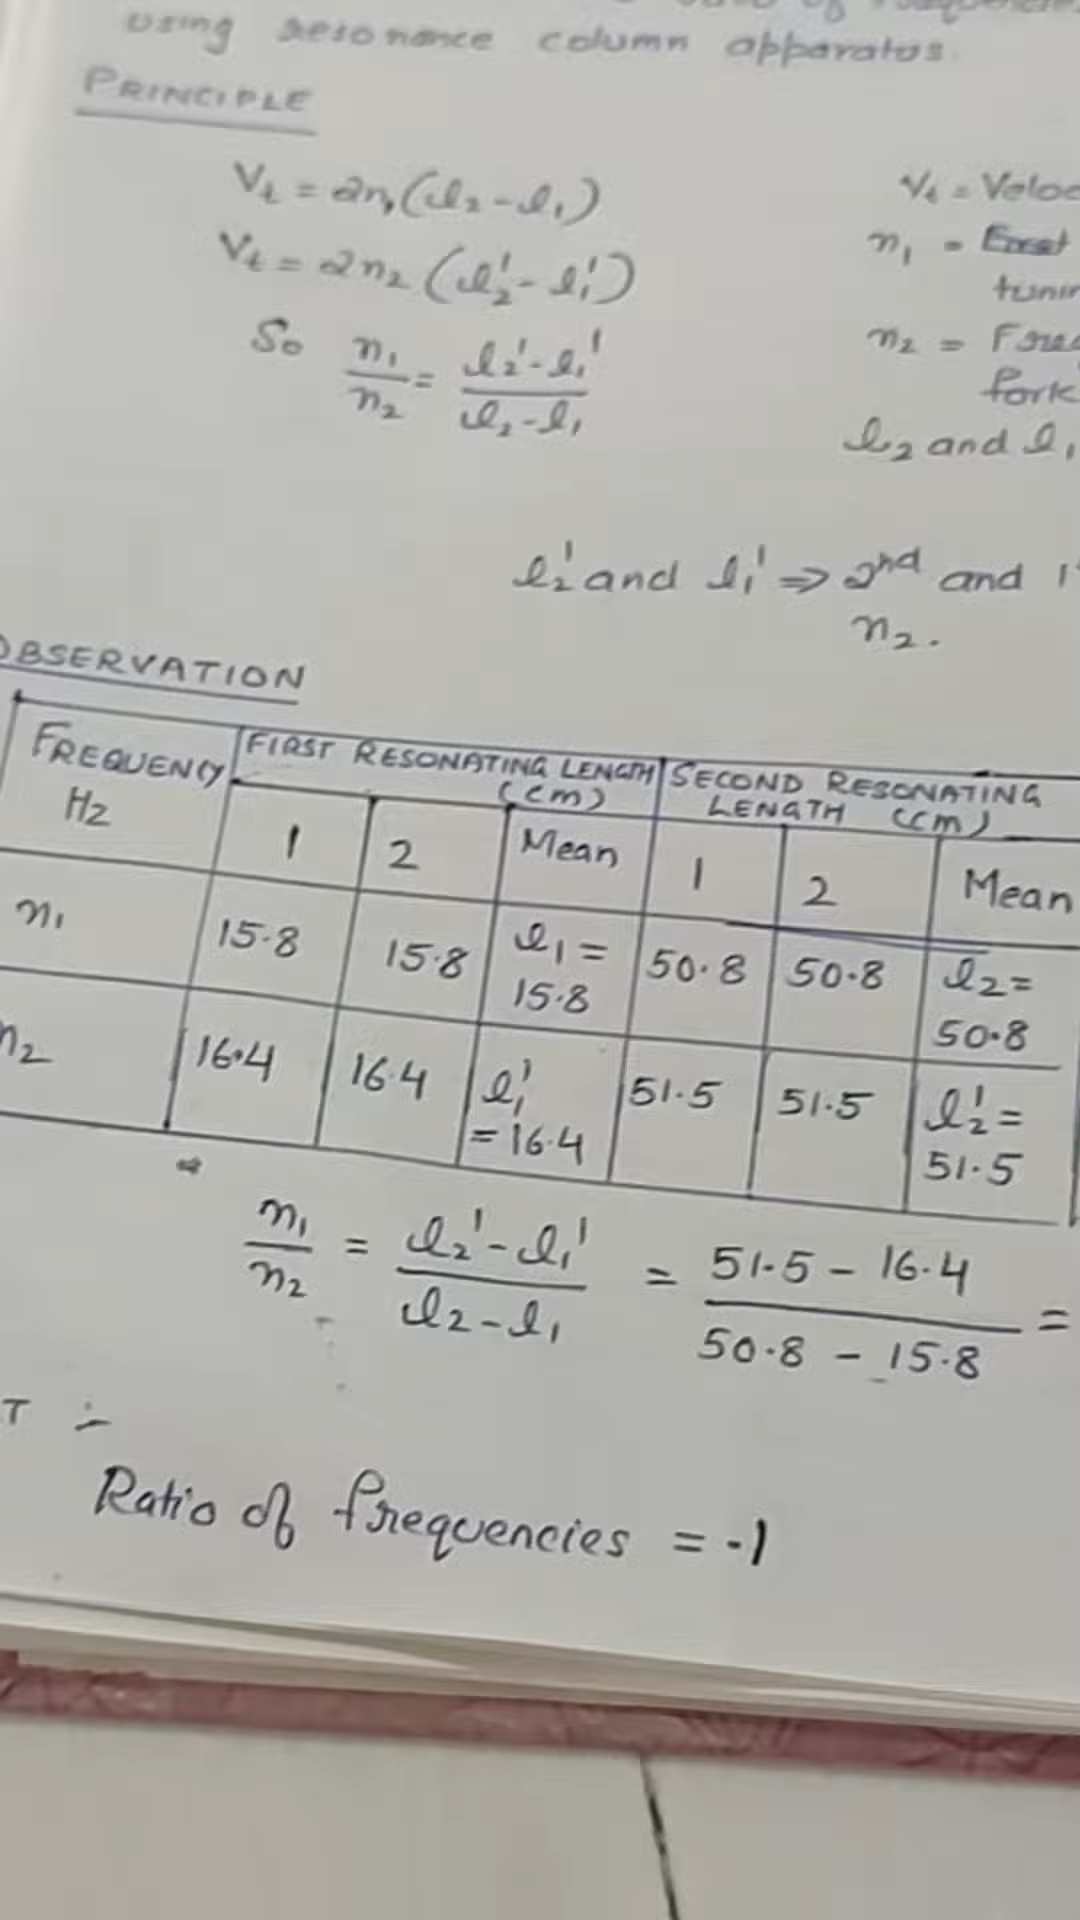 using resonance column apparatus.
PRINCIPLE
Vt = 2n1(l2-l1)
Vt = 2n2 (l2'-l1')
So n1/n2 = l2'-l1'/l2-l1
Vt = Veloc
n1 =
tunin
n2 = Freq
fork
l2 and l1
l2' and l1' ⇒ 2nd and 1
n2.
OBSERVATION
FREQUENCY Hz
FIRST RESONATING LENGTH (cm)
SECOND RESONATING LENGTH (cm)
1 2 Mean 1 2 Mean
n1 15.8 15.8 l1 = 15.8 50.8 50.8 l2 = 50.8
n2 16.4 16.4 l1' = 16.4 51.5 51.5 l2' = 51.5
n1/n2 = l2'-l1'/l2-l1 = 51.5 - 16.4/50.8 - 15.8 =
T :-
Ratio of frequencies = -1